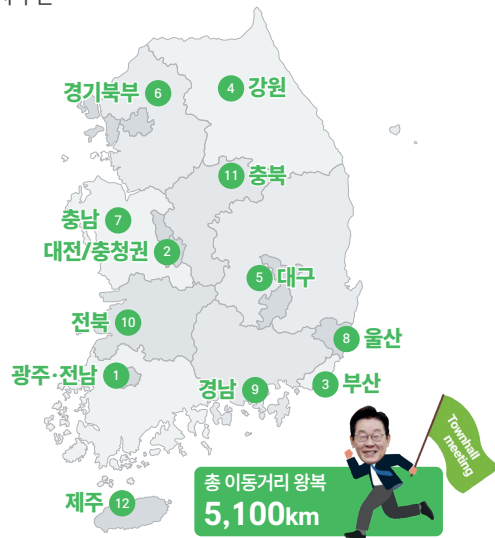 경기북부 6
4 강원
11 충북
충남 7
대전/충청권 2
5 대구
전북 10
8 울산
광주·전남 1
경남 9
3 부산
제주 12
Townhall
meeting
총 이동거리 왕복
5,100km